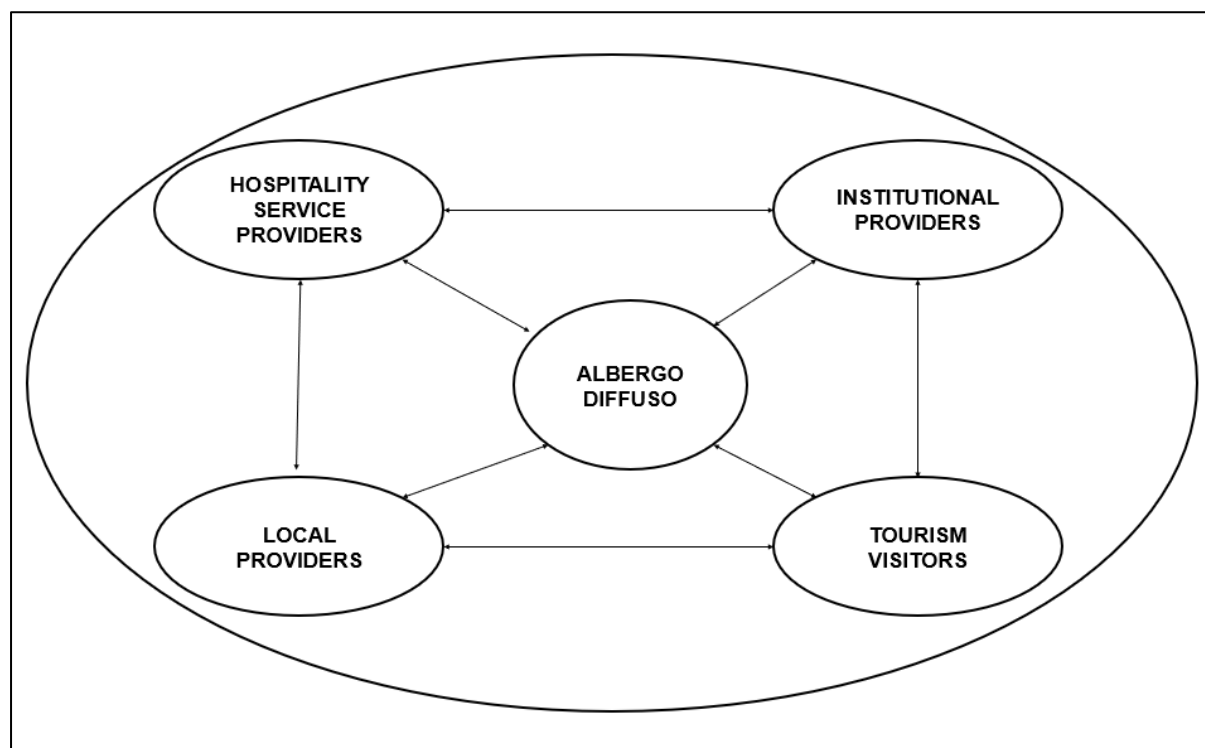 HOSPITALITY
SERVICE
PROVIDERS
INSTITUTIONAL
PROVIDERS
ALBERGO
DIFFUSO
LOCAL
PROVIDERS
TOURISM
VISITORS